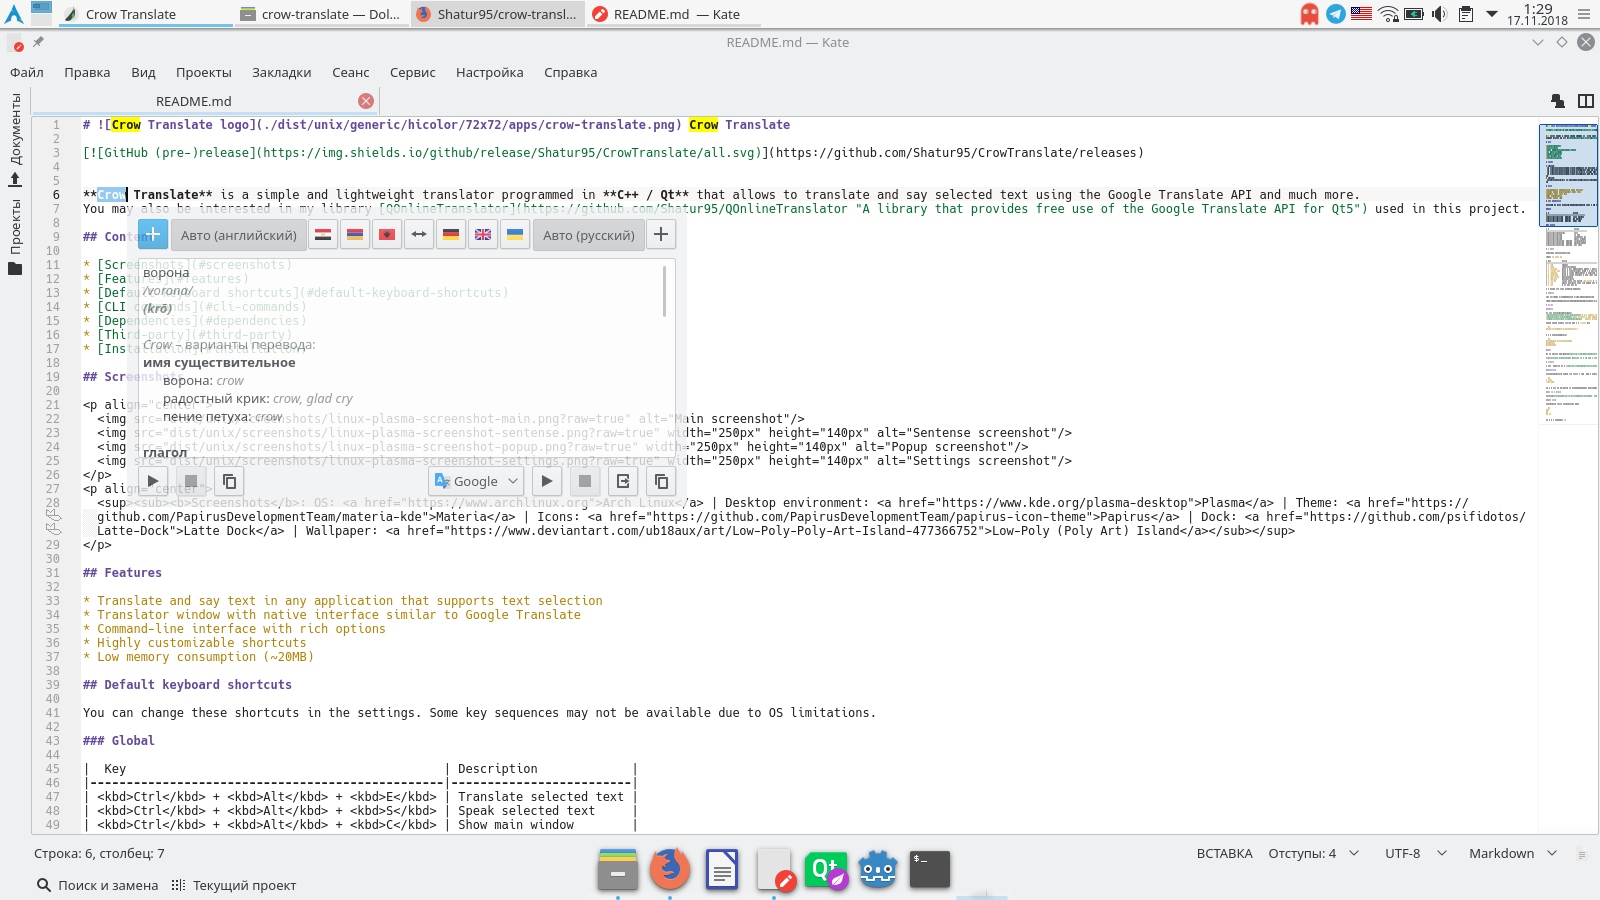 Crow Translate
crow-translate — Dol...
Shatur95/crow-transl...
README.md — Kate
1:29
17.11.2018
README.md — Kate
Файл Правка Вид Проекты Закладки Сеанс Сервис Настройка Справка
Документы
Проекты
README.md
1 # ![Crow Translate logo](./dist/unix/generic/hicolor/72x72/apps/crow-translate.png) Crow Translate
2
3 [![GitHub (pre-)release](https://img.shields.io/github/release/Shatur95/CrowTranslate/all.svg)](https://github.com/Shatur95/CrowTranslate/releases)
4
5
6 **Crow Translate** is a simple and lightweight translator programmed in **C++ / Qt** that allows to translate and say selected text using the Google Translate API and much more.
7 You may also be interested in my library [QOnlineTranslator](https://github.com/Shatur95/QOnlineTranslator "A library that provides free use of the Google Translate API for Qt5") used in this project.
8
9 ## Con
10
11 * [Screenshots](#screenshots)
12 * [Features](#features)
13 * [Default keyboard shortcuts](#default-keyboard-shortcuts)
14 * [CLI commands](#cli-commands)
15 * [Dependencies](#dependencies)
16 * [Third-party](#third-party)
17 * [Installation](#installation)
18
19 ## Screenshots
20
21 <p align="center">
22 <img src="dist/unix/screenshots/linux-plasma-screenshot-main.png?raw=true" alt="Main screenshot"/>
23 <img src="dist/unix/screenshots/linux-plasma-screenshot-sentense.png?raw=true" width="250px" height="140px" alt="Sentense screenshot"/>
24 <img src="dist/unix/screenshots/linux-plasma-screenshot-popup.png?raw=true" width="250px" height="140px" alt="Popup screenshot"/>
25 <img src="dist/unix/screenshots/linux-plasma-screenshot-settings.png?raw=true" width="250px" height="140px" alt="Settings screenshot"/>
26 </p>
27 <p align="center">
28 <sup><sub><b>Screenshots</b>: OS: <a href="https://www.archlinux.org">Arch Linux</a> | Desktop environment: <a href="https://www.kde.org/plasma-desktop">Plasma</a> | Theme: <a href="https://
github.com/PapirusDevelopmentTeam/materia-kde">Materia</a> | Icons: <a href="https://github.com/PapirusDevelopmentTeam/papirus-icon-theme">Papirus</a> | Dock: <a href="https://github.com/psifidotos/
Latte-Dock">Latte Dock</a> | Wallpaper: <a href="https://www.deviantart.com/ub18aux/art/Low-Poly-Poly-Art-Island-477366752">Low-Poly (Poly Art) Island</a></sub></sup>
29 </p>
30
31 ## Features
32
33 * Translate and say text in any application that supports text selection
34 * Translator window with native interface similar to Google Translate
35 * Command-line interface with rich options
36 * Highly customizable shortcuts
37 * Low memory consumption (~20MB)
38
39 ## Default keyboard shortcuts
40
41 You can change these shortcuts in the settings. Some key sequences may not be available due to OS limitations.
42
43 ### Global
44
45 | Key | Description |
46 |-------------------------------------------------|-------------------------|
47 | <kbd>Ctrl</kbd> + <kbd>Alt</kbd> + <kbd>E</kbd> | Translate selected text |
48 | <kbd>Ctrl</kbd> + <kbd>Alt</kbd> + <kbd>S</kbd> | Speak selected text |
49 | <kbd>Ctrl</kbd> + <kbd>Alt</kbd> + <kbd>C</kbd> | Show main window |
Авто (английский)
Авто (русский)
ворона
/vorona/
(krō)
Crow – варианты перевода:
имя существительное
ворона: crow
радостный крик: crow, glad cry
пение петуха: crow
глагол
Google
Строка: 6, столбец: 7
ВСТАВКА Отступы: 4 UTF-8 Markdown
Поиск и замена Текущий проект
Qt
$_